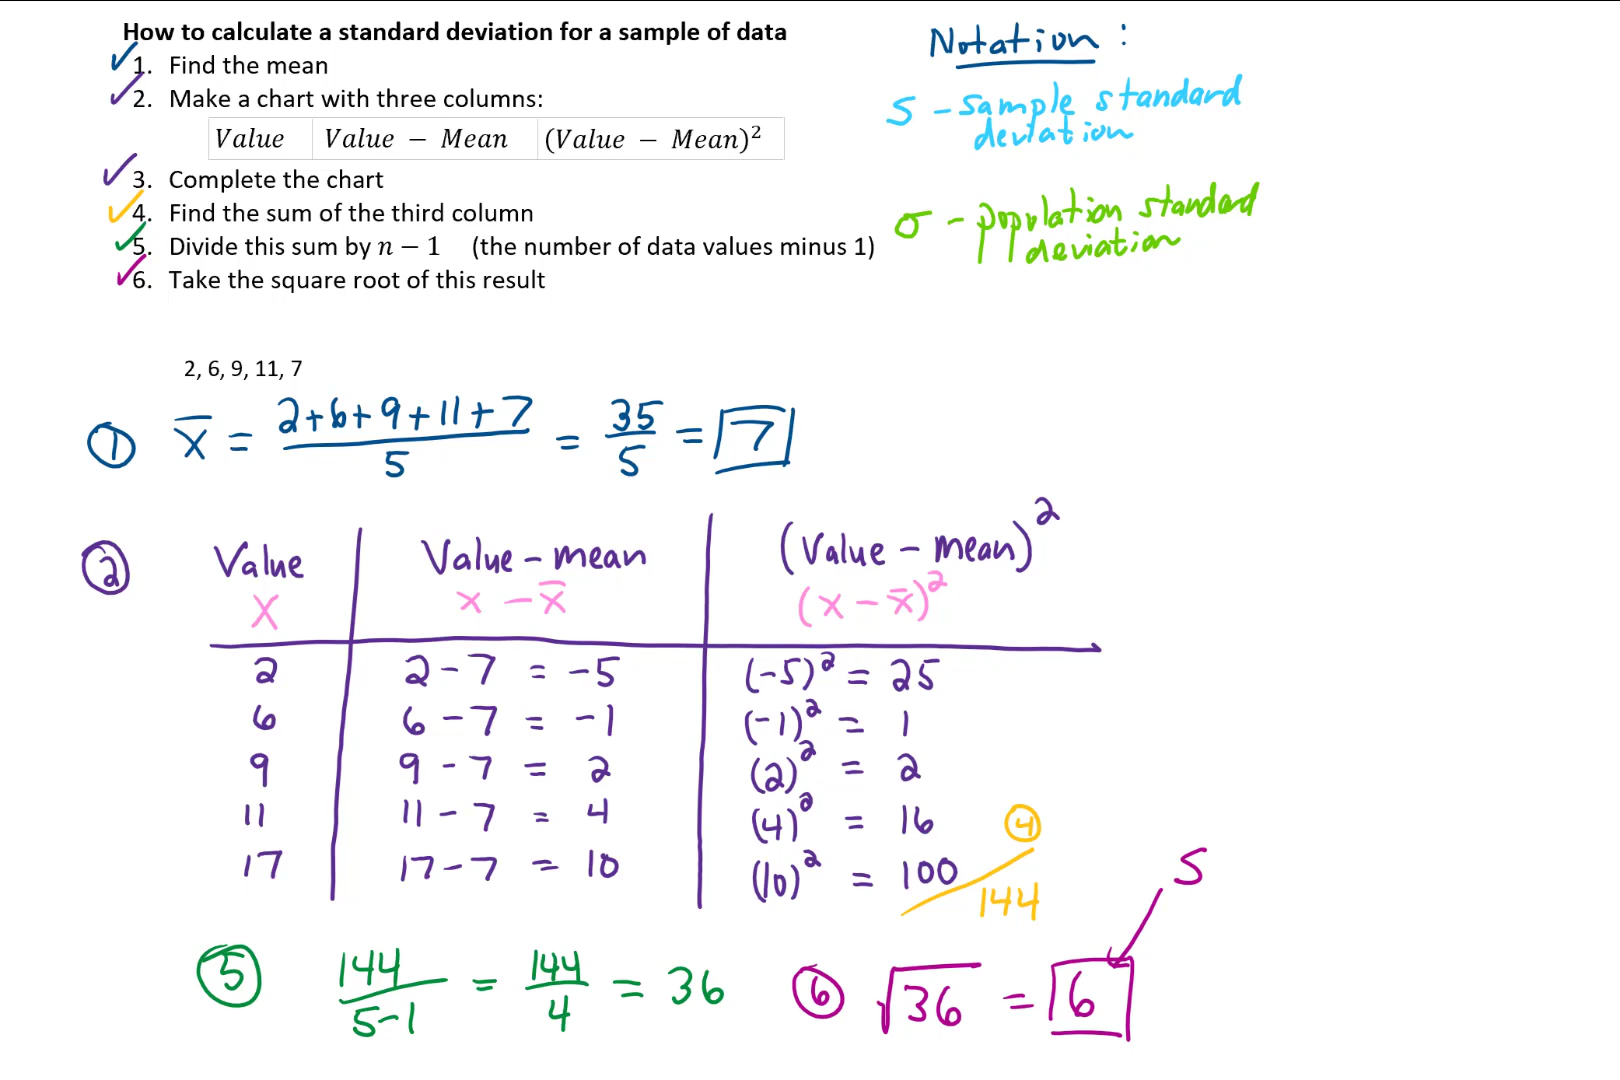 How to calculate a standard deviation for a sample of data
1. Find the mean
2. Make a chart with three columns:
Value Value − Mean (Value − Mean)²
3. Complete the chart
4. Find the sum of the third column
5. Divide this sum by n − 1 (the number of data values minus 1)
6. Take the square root of this result
Notation:
S - sample standard
deviation
σ - population standard
deviation
2, 6, 9, 11, 7
① x̅ = (2+6+9+11+7)/5 = 35/5 = 7
② Value Value - mean (Value - mean)²
X x - x̅ (x - x̅)²
2 2 - 7 = -5 (-5)² = 25
6 6 - 7 = -1 (-1)² = 1
9 9 - 7 = 2 (2)² = 2
11 11 - 7 = 4 (4)² = 16
17 17 - 7 = 10 (10)² = 100
④
144
S
⑤ 144/(5-1) = 144/4 = 36 ⑥ √36 = 6